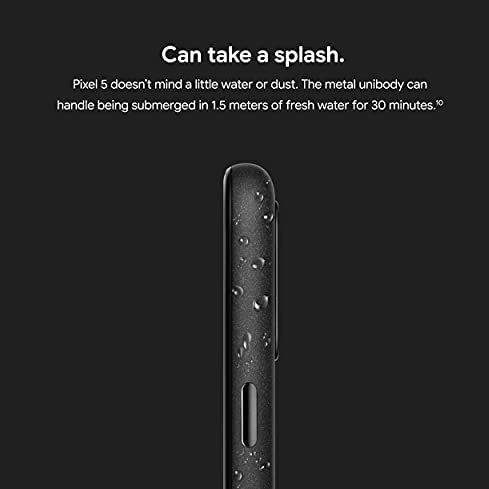 Can take a splash.
Pixel 5 doesn't mind a little water or dust. The metal unibody can
handle being submerged in 1.5 meters of fresh water for 30 minutes.¹⁰